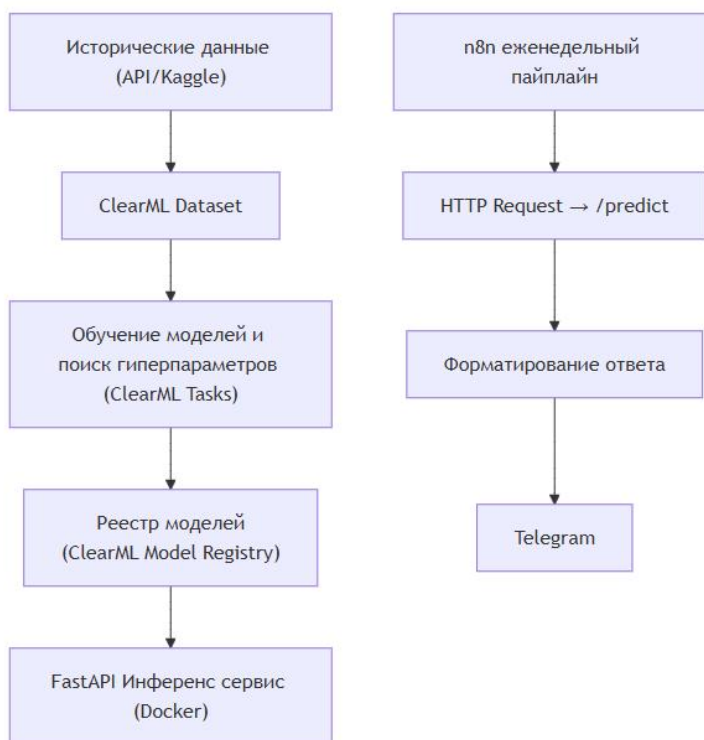 Исторические данные
(API/Kaggle)
ClearML Dataset
Обучение моделей и
поиск гиперпараметров
(ClearML Tasks)
Реестр моделей
(ClearML Model Registry)
FastAPI Инференс сервис
(Docker)
n8n еженедельный
пайплайн
HTTP Request → /predict
Форматирование ответа
Telegram